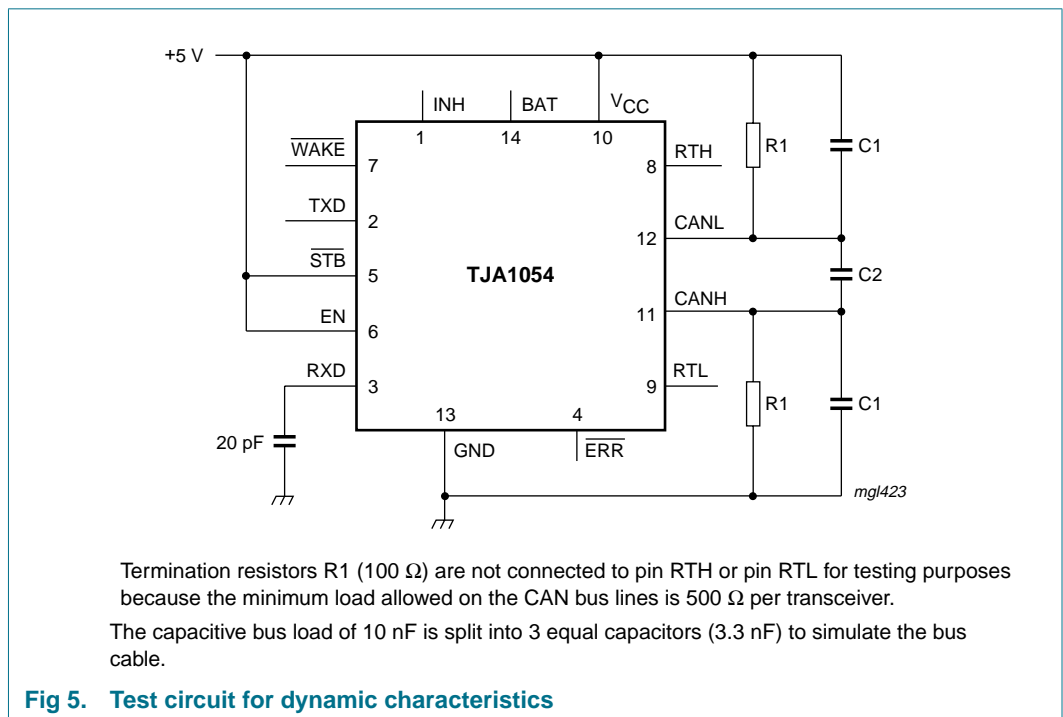 +5 V
INH
BAT
VCC
1
14
10
WAKE
7
8
RTH
R1
C1
TXD
2
12
CANL
STB
5
TJA1054
C2
EN
6
11
CANH
RXD
3
9
RTL
R1
C1
13
4
20 pF
GND
ERR
mgl423
Termination resistors R1 (100 Ω) are not connected to pin RTH or pin RTL for testing purposes
because the minimum load allowed on the CAN bus lines is 500 Ω per transceiver.
The capacitive bus load of 10 nF is split into 3 equal capacitors (3.3 nF) to simulate the bus
cable.
Fig 5. Test circuit for dynamic characteristics